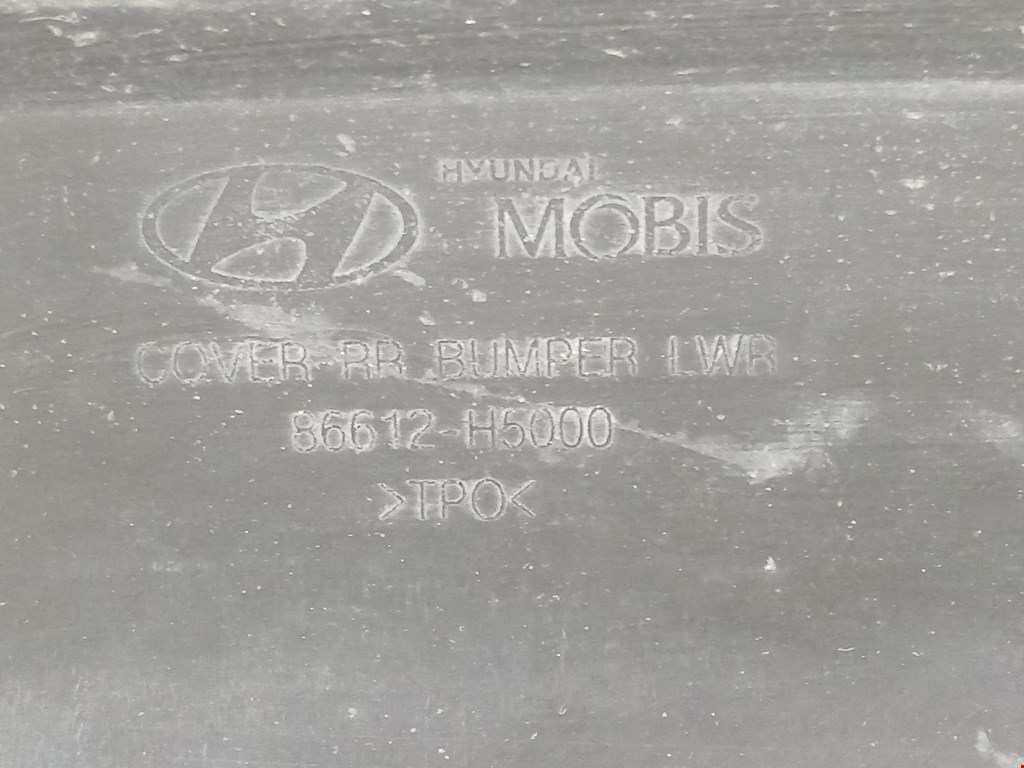 HYUNDAI
MOBIS
COVER-RR BUMPER LWR
86612-H5000
>TPO<